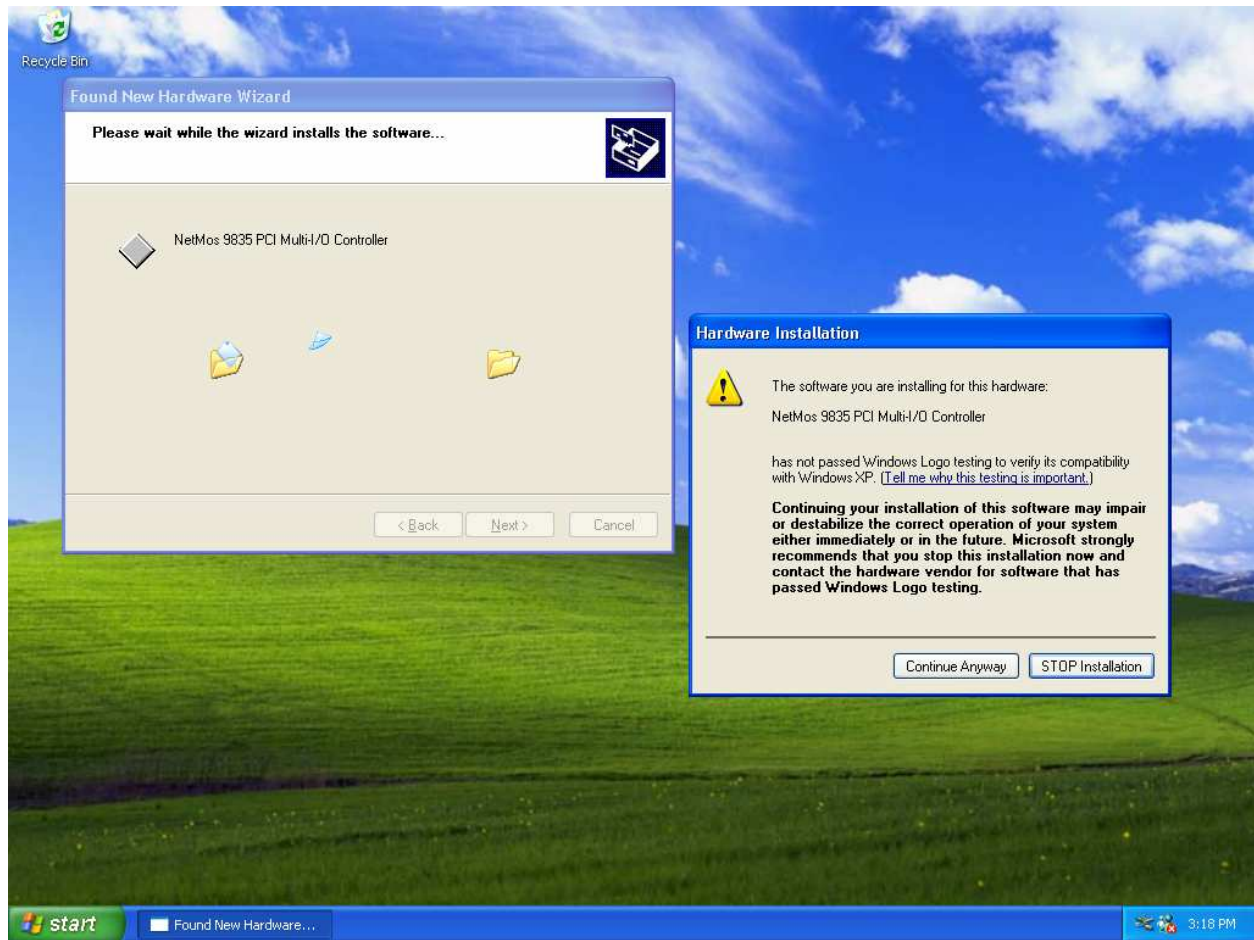 Recycle Bin
Found New Hardware Wizard
Please wait while the wizard installs the software...
NetMos 9835 PCI Multi-I/O Controller
< Back
Next >
Cancel
Hardware Installation
The software you are installing for this hardware:
NetMos 9835 PCI Multi-I/O Controller
has not passed Windows Logo testing to verify its compatibility
with Windows XP. (Tell me why this testing is important.)
Continuing your installation of this software may impair
or destabilize the correct operation of your system
either immediately or in the future. Microsoft strongly
recommends that you stop this installation now and
contact the hardware vendor for software that has
passed Windows Logo testing.
Continue Anyway
STOP Installation
start
Found New Hardware...
3:18 PM